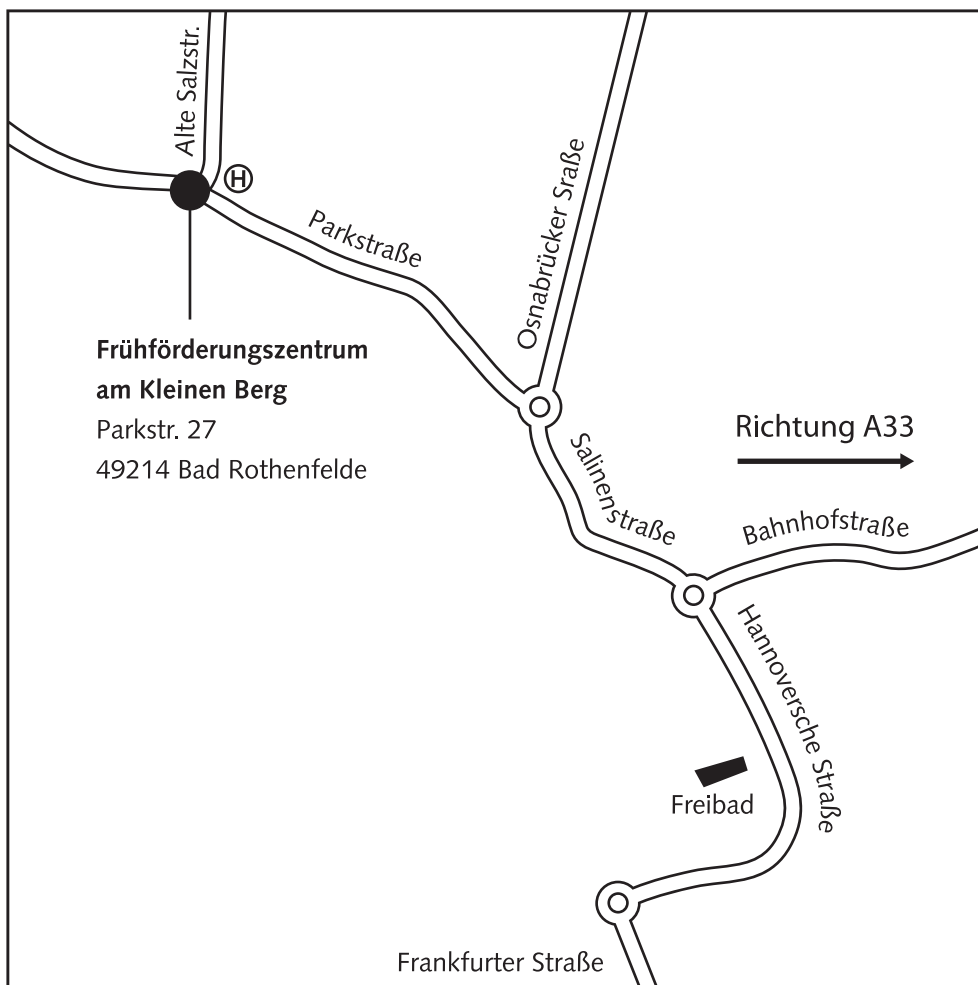 Alte Salzstr.
H
Parkstraße
Osnabrücker Sraße
Frühförderungszentrum
am Kleinen Berg
Parkstr. 27
49214 Bad Rothenfelde
Richtung A33
Salinenstraße
Bahnhofstraße
Hannoversche Straße
Freibad
Frankfurter Straße